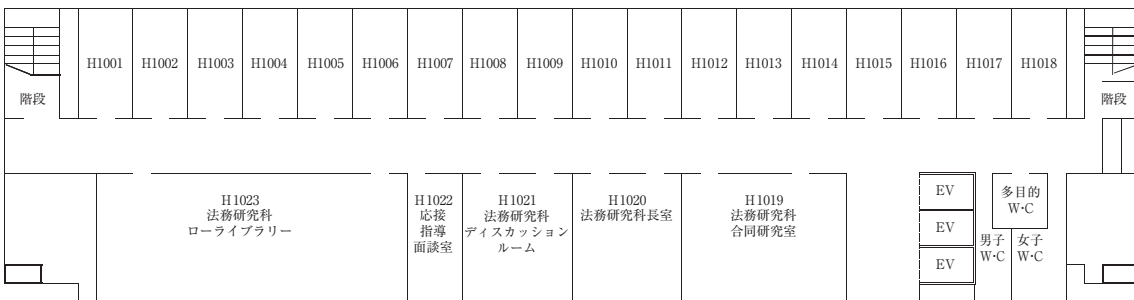 H1001
H1002
H1003
H1004
H1005
H1006
H1007
H1008
H1009
H1010
H1011
H1012
H1013
H1014
H1015
H1016
H1017
H1018
階段
階段
H1023
法務研究科
ローライブラリー
H1022
応接
指導
面談室
H1021
法務研究科
ディスカッション
ルーム
H1020
法務研究科長室
H1019
法務研究科
合同研究室
EV
EV
EV
多目的
W·C
男子
W·C
女子
W·C